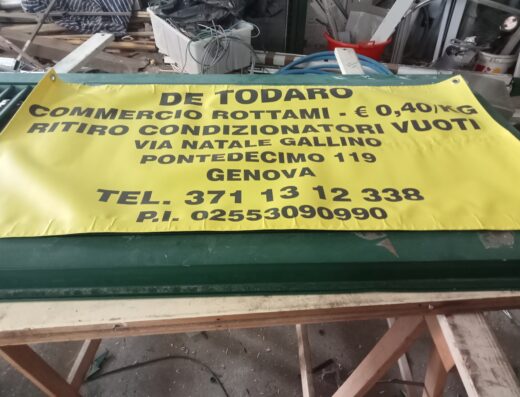 DE TODARO
COMMERCIO ROTTAMI - € 0,40/KG
RITIRO CONDIZIONATORI VUOTI
VIA NATALE GALLINO
PONTEDECIMO 119
GENOVA
TEL. 371 13 12 338
P.I. 02553090990